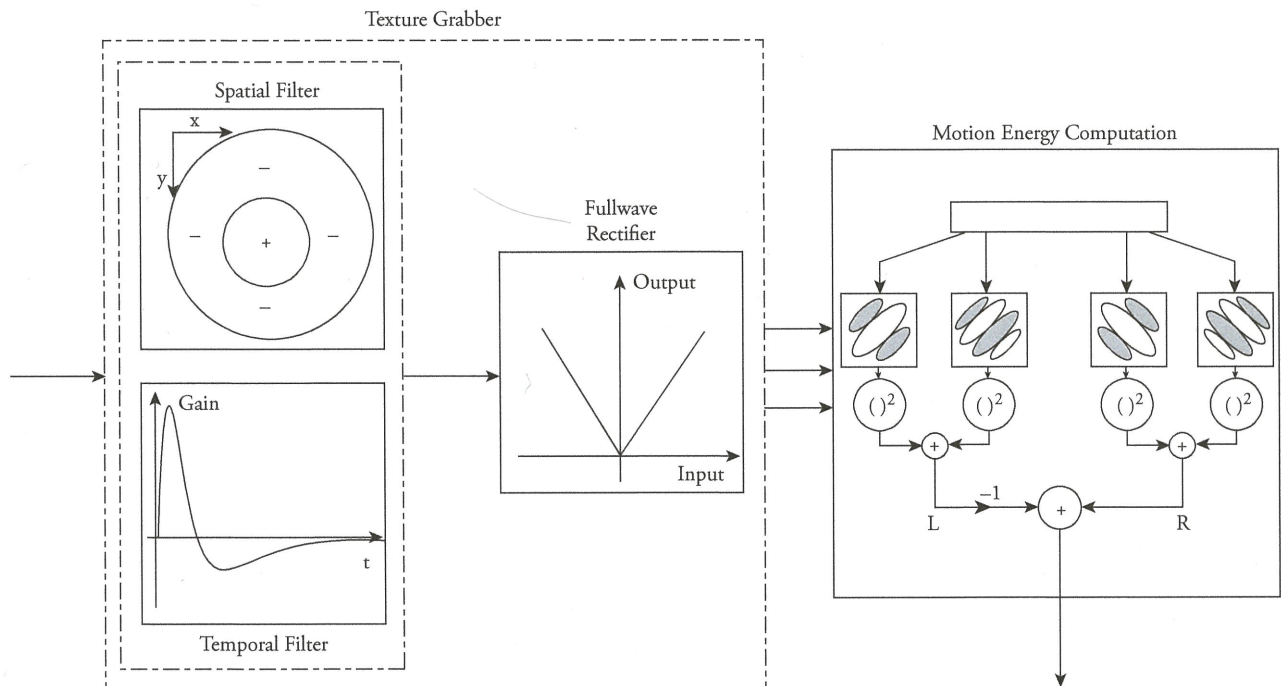 Texture Grabber
Spatial Filter
x
y
−
−
+
−
−
Gain
t
Temporal Filter
Fullwave
Rectifier
Output
Input
Motion Energy Computation
( )²
( )²
( )²
( )²
+
+
−1
+
L
R